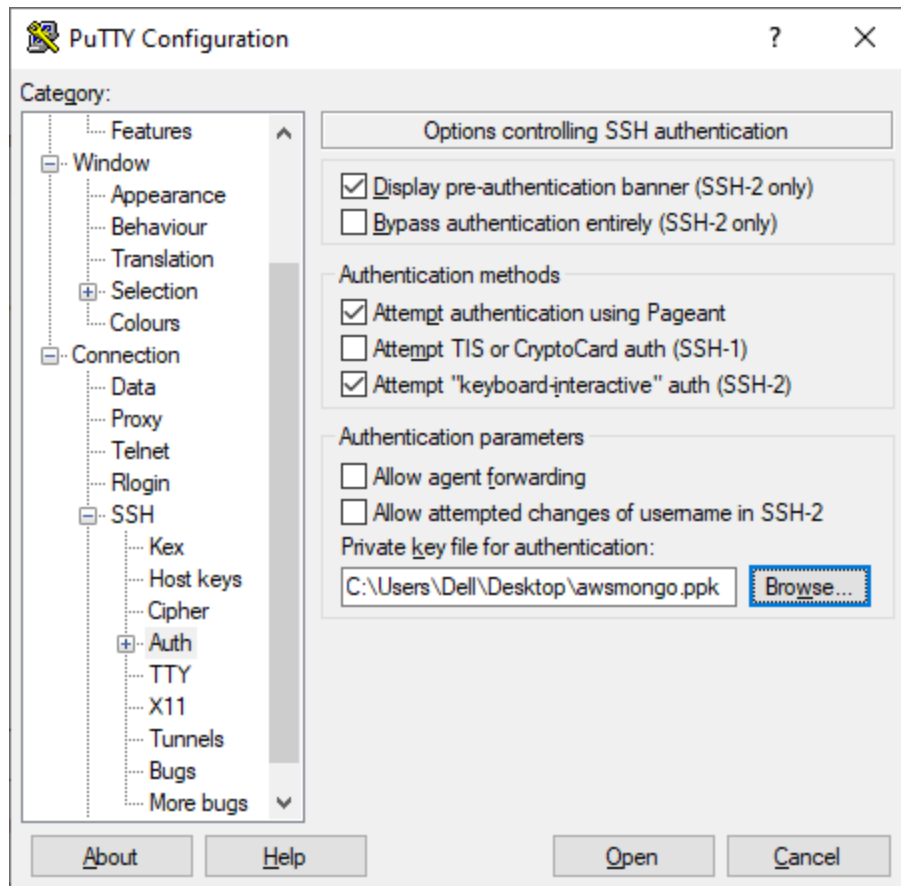 PuTTY Configuration
?
Category:
Features
Window
Appearance
Behaviour
Translation
Selection
Colours
Connection
Data
Proxy
Telnet
Rlogin
SSH
Kex
Host keys
Cipher
Auth
TTY
X11
Tunnels
Bugs
More bugs
Options controlling SSH authentication
Display pre-authentication banner (SSH-2 only)
Bypass authentication entirely (SSH-2 only)
Authentication methods
Attempt authentication using Pageant
Attempt TIS or CryptoCard auth (SSH-1)
Attempt "keyboard-interactive" auth (SSH-2)
Authentication parameters
Allow agent forwarding
Allow attempted changes of username in SSH-2
Private key file for authentication:
C:\Users\Dell\Desktop\awsmongo.ppk
Browse...
About
Help
Open
Cancel